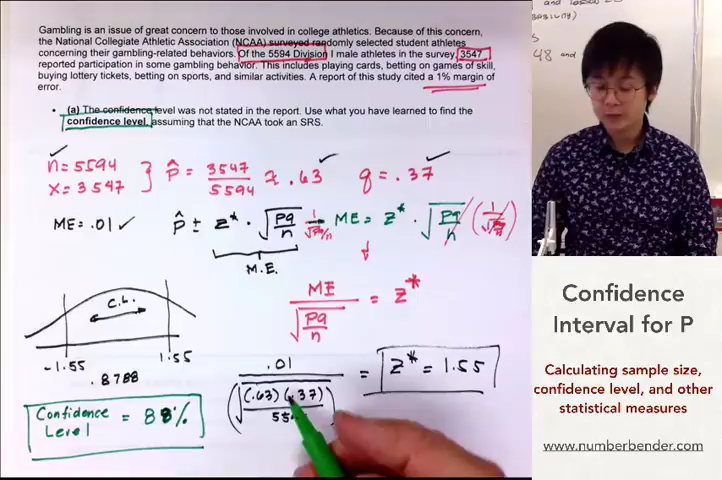 Gambling is an issue of great concern to those involved in college athletics. Because of this concern,
the National Collegiate Athletic Association (NCAA) surveyed randomly selected student athletes
concerning their gambling-related behaviors. Of the 5594 Division I male athletes in the survey, 3547
reported participation in some gambling behavior. This includes playing cards, betting on games of skill,
buying lottery tickets, betting on sports, and similar activities. A report of this study cited a 1% margin of
error.
• (a) The confidence level was not stated in the report. Use what you have learned to find the
confidence level, assuming that the NCAA took an SRS.
n = 5594
x = 3547
p̂ = 3547/5594 ≈ .63
q = .37
ME = .01
p̂ ± z* · √(pq/n)
M.E.
1/√(pq/n)
ME = z* · √(pq/n) (1/√(pq/n))
ME/√(pq/n) = z*
C.L.
-1.55
1.55
.8788
.01/(√((.63)(.37)/55
= z* = 1.55
Confidence
Level = 88%
48 and
Confidence
Interval for P
Calculating sample size,
confidence level, and other
statistical measures
www.numberbender.com